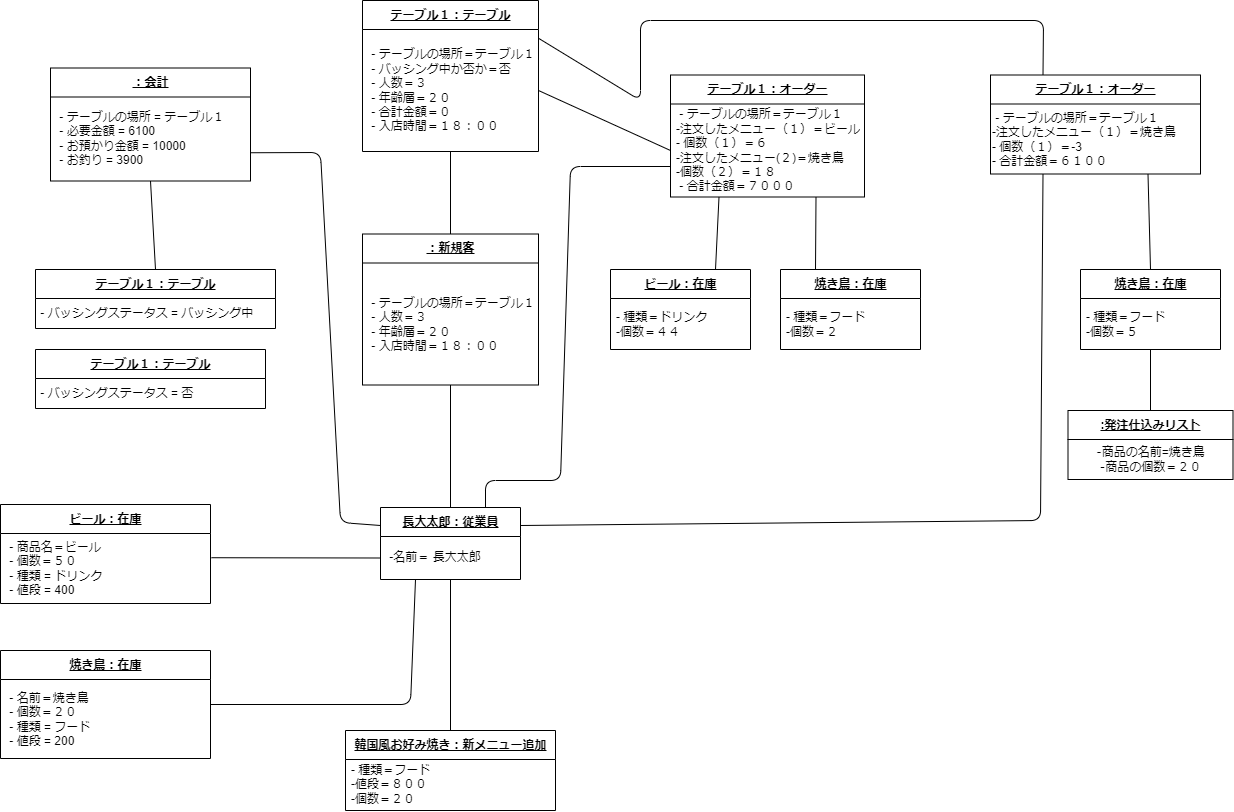 テーブル１：テーブル
- テーブルの場所＝テーブル１
- バッシング中か否か＝否
- 人数＝３
- 年齢層＝２０
- 合計金額＝０
- 入店時間＝１８：００
：会計
- テーブルの場所 = テーブル１
- 必要金額 = 6100
- お預かり金額 = 10000
- お釣り = 3900
テーブル１：オーダー
- テーブルの場所＝テーブル１
-注文したメニュー（１）＝ビール
- 個数（１）＝６
-注文したメニュー(２)＝焼き鳥
-個数（２）＝１８
- 合計金額＝７０００
テーブル１：オーダー
- テーブルの場所＝テーブル１
-注文したメニュー（１）＝焼き鳥
- 個数（１）＝-3
- 合計金額＝６１００
：新規客
- テーブルの場所＝テーブル１
- 人数＝３
- 年齢層＝２０
- 入店時間＝１８：００
テーブル１：テーブル
- バッシングステータス = バッシング中
テーブル１：テーブル
- バッシングステータス = 否
ビール：在庫
- 種類＝ドリンク
-個数＝４４
焼き鳥：在庫
- 種類＝フード
-個数＝２
焼き鳥：在庫
- 種類＝フード
-個数＝５
:発注仕込みリスト
-商品の名前=焼き鳥
-商品の個数＝２０
ビール：在庫
- 商品名＝ビール
- 個数＝５０
- 種類 = ドリンク
- 値段 = 400
長大太郎：従業員
-名前＝ 長大太郎
焼き鳥：在庫
- 名前＝焼き鳥
- 個数＝２０
- 種類 = フード
- 値段 = 200
韓国風お好み焼き：新メニュー追加
- 種類＝フード
-値段＝８００
-個数＝２０